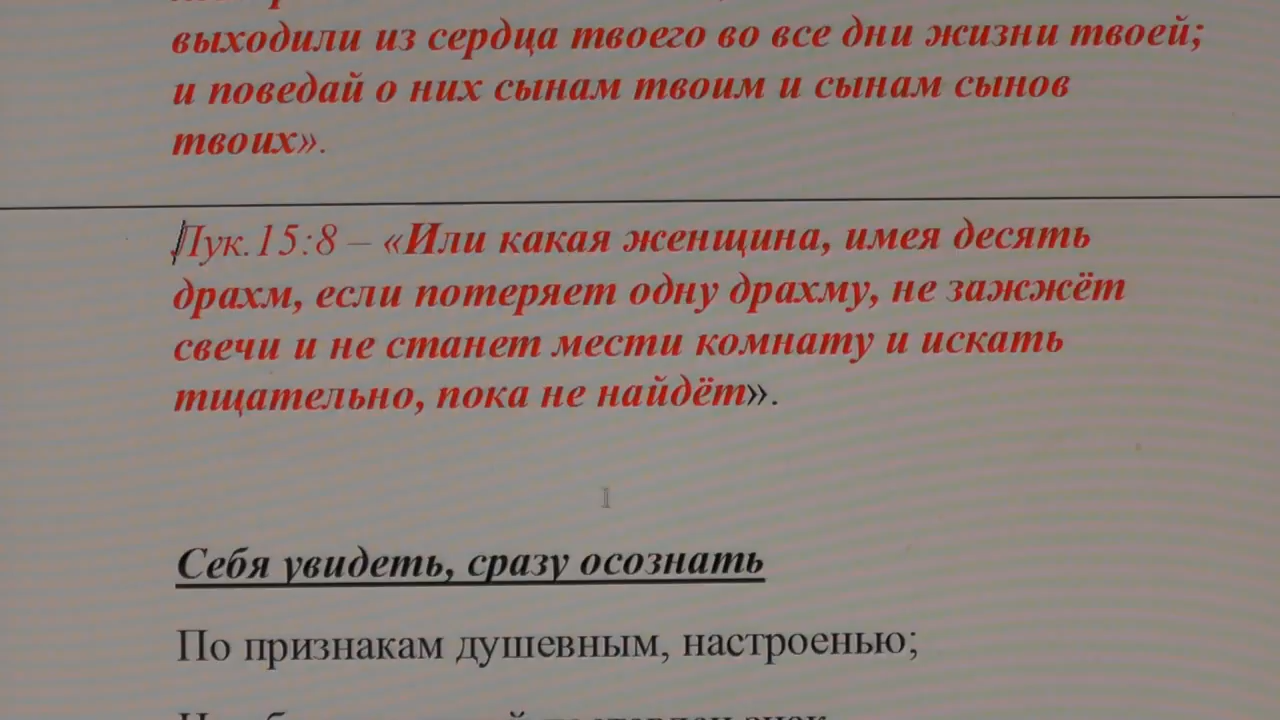 выходили из сердца твоего во все дни жизни твоей;
и поведай о них сынам твоим и сынам сынов
твоих».
Лук.15:8 – «Или какая женщина, имея десять
драхм, если потеряет одну драхму, не зажжёт
свечи и не станет мести комнату и искать
тщательно, пока не найдёт».
Себя увидеть, сразу осознать
По признакам душевным, настроенью;
знак